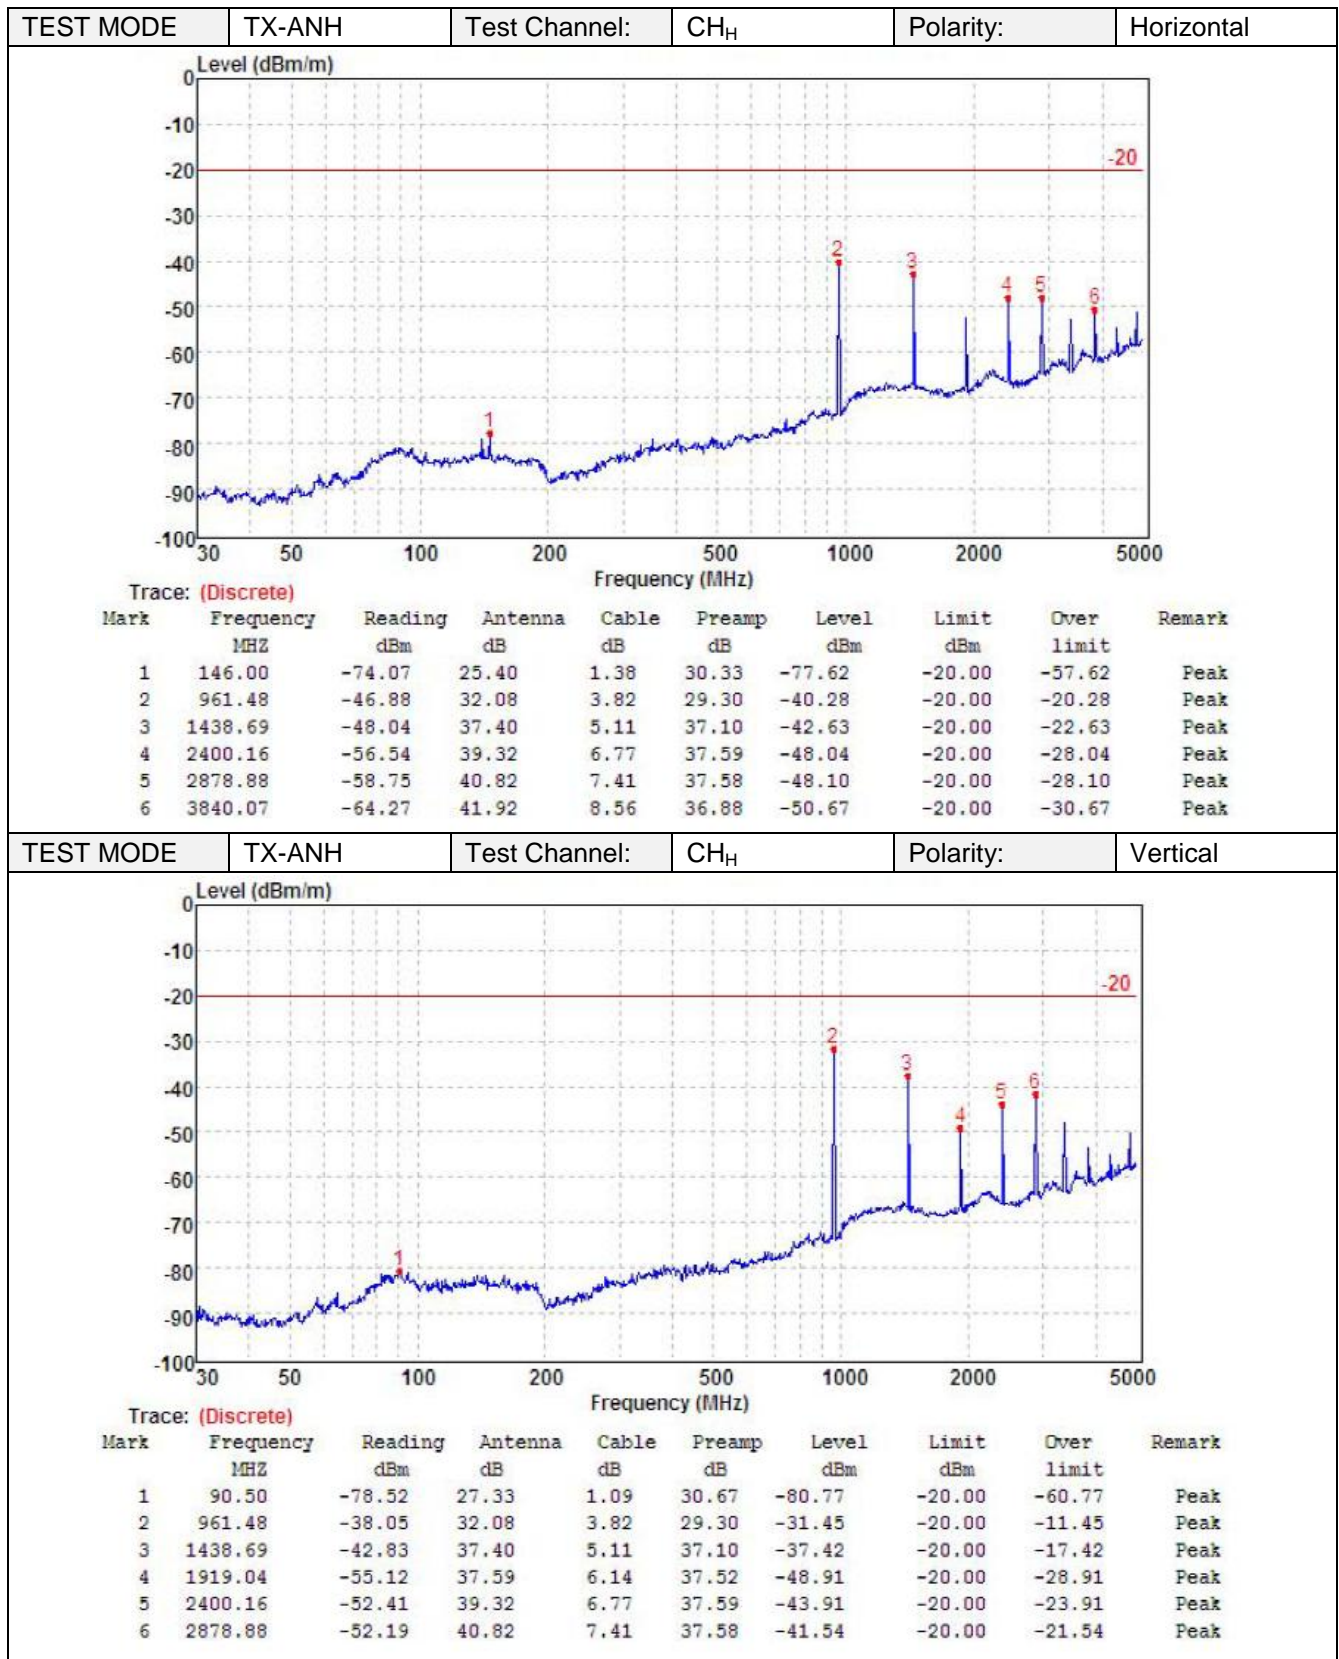 TEST MODE TX-ANH Test Channel: CHH Polarity: Horizontal
Level (dBm/m)
0
-10
-20
-20
-30
2
-40
3
4 5 6
-50
-60
-70
1
-80
-90
-100
30 50 100 200 500 1000 2000 5000
Frequency (MHz)
Trace: (Discrete)
Mark Frequency Reading Antenna Cable Preamp Level Limit Over Remark
MHZ dBm dB dB dB dBm dBm limit
1 146.00 -74.07 25.40 1.38 30.33 -77.62 -20.00 -57.62 Peak
2 961.48 -46.88 32.08 3.82 29.30 -40.28 -20.00 -20.28 Peak
3 1438.69 -48.04 37.40 5.11 37.10 -42.63 -20.00 -22.63 Peak
4 2400.16 -56.54 39.32 6.77 37.59 -48.04 -20.00 -28.04 Peak
5 2878.88 -58.75 40.82 7.41 37.58 -48.10 -20.00 -28.10 Peak
6 3840.07 -64.27 41.92 8.56 36.88 -50.67 -20.00 -30.67 Peak
TEST MODE TX-ANH Test Channel: CHH Polarity: Vertical
Level (dBm/m)
0
-10
-20
-20
-30
2
3
-40
4 5 6
-50
-60
-70
1
-80
-90
-100
30 50 100 200 500 1000 2000 5000
Frequency (MHz)
Trace: (Discrete)
Mark Frequency Reading Antenna Cable Preamp Level Limit Over Remark
MHZ dBm dB dB dB dBm dBm limit
1 90.50 -78.52 27.33 1.09 30.67 -80.77 -20.00 -60.77 Peak
2 961.48 -38.05 32.08 3.82 29.30 -31.45 -20.00 -11.45 Peak
3 1438.69 -42.83 37.40 5.11 37.10 -37.42 -20.00 -17.42 Peak
4 1919.04 -55.12 37.59 6.14 37.52 -48.91 -20.00 -28.91 Peak
5 2400.16 -52.41 39.32 6.77 37.59 -43.91 -20.00 -23.91 Peak
6 2878.88 -52.19 40.82 7.41 37.58 -41.54 -20.00 -21.54 Peak